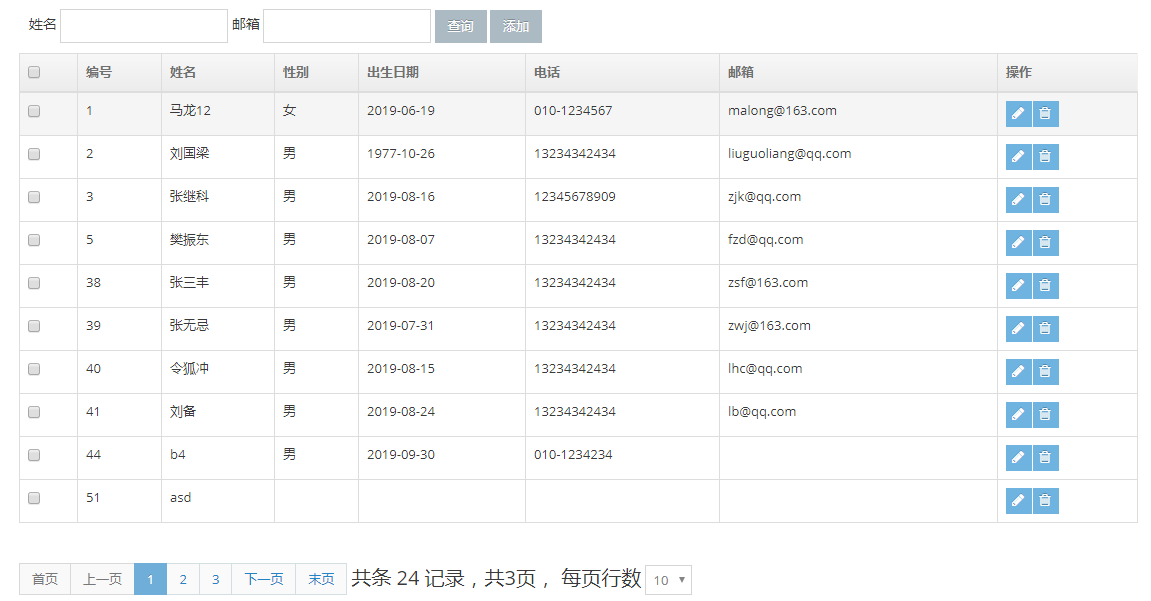 姓名 邮箱 查询 添加
编号 姓名 性别 出生日期 电话 邮箱 操作
1 马龙12 女 2019-06-19 010-1234567 malong@163.com
2 刘国梁 男 1977-10-26 13234342434 liuguoliang@qq.com
3 张继科 男 2019-08-16 12345678909 zjk@qq.com
5 樊振东 男 2019-08-07 13234342434 fzd@qq.com
38 张三丰 男 2019-08-20 13234342434 zsf@163.com
39 张无忌 男 2019-07-31 13234342434 zwj@163.com
40 令狐冲 男 2019-08-15 13234342434 lhc@qq.com
41 刘备 男 2019-08-24 13234342434 lb@qq.com
44 b4 男 2019-09-30 010-1234234
51 asd
首页 上一页 1 2 3 下一页 末页 共条 24 记录，共3页， 每页行数 10